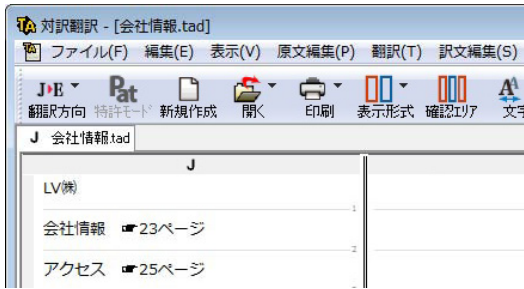 対訳翻訳 - [会社情報.tad]
ファイル(F) 編集(E) 表示(V) 原文編集(P) 翻訳(T) 訳文編集(S)
J▸E Pat A
翻訳方向 特許モード 新規作成 開く 印刷 表示形式 確認エリア 文字
J 会社情報.tad
J
LV㈱
1
会社情報 ☛23ページ
2
アクセス ☛25ページ